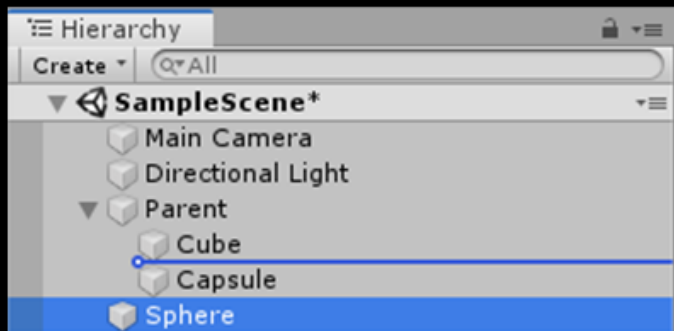 Hierarchy
Create All
SampleScene*
Main Camera
Directional Light
Parent
Cube
Capsule
Sphere